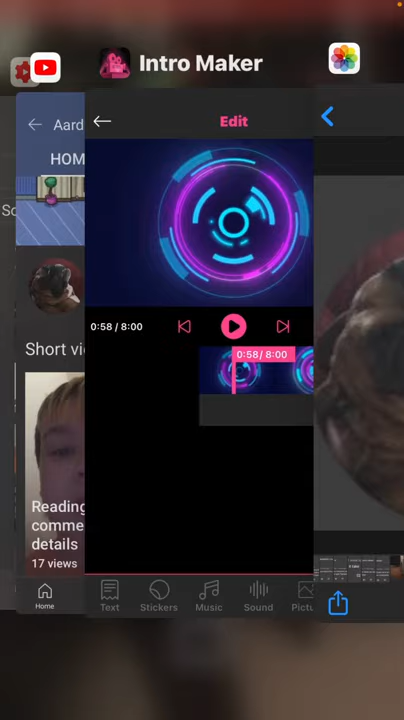 Intro Maker
Aard
HOM
Edit
So
0:58 / 8:00
0:58/ 8:00
Short vi
Reading
comme
details
17 views
Home
Text
Stickers
Music
Sound
Pictu